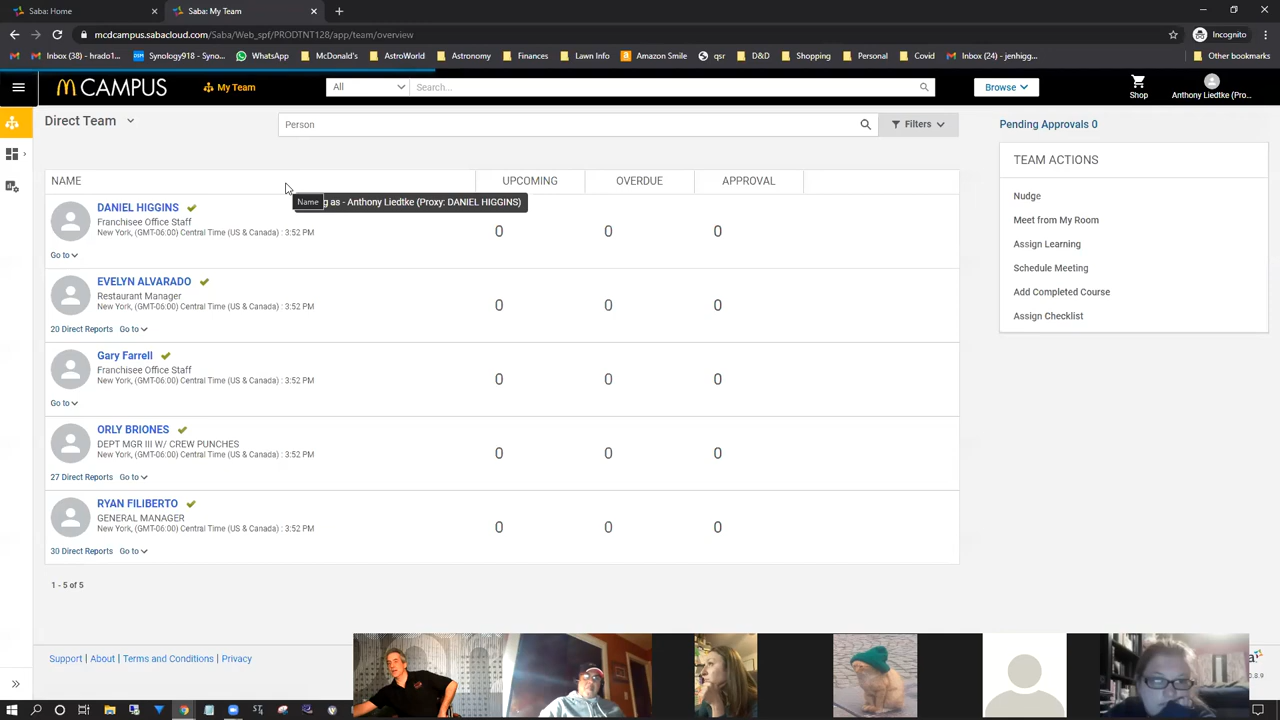 Saba: Home
Saba: My Team
mcdcampus.sabacloud.com/Saba/Web_spf/PRODTNT128/app/team/overview
Incognito
Inbox (38) - hrado1...
Synology918 - Syno...
WhatsApp
McDonald's
Astronomy
Finances
Lawn Info
Amazon Smile
qsr
D&D
Shopping
Personal
Covid
Inbox (24) - jenhigg...
Other bookmarks
CAMPUS
My Team
All
Search...
Browse
Shop
Anthony Liedtke (Pro...
Direct Team
Person
Filters
Pending Approvals 0
NAME
UPCOMING
OVERDUE
APPROVAL
TEAM ACTIONS
Name
g as - Anthony Liedtke (Proxy: DANIEL HIGGINS)
DANIEL HIGGINS
Franchisee Office Staff
New York, (GMT-06:00) Central Time (US & Canada) : 3:52 PM
0 0 0
Go to
EVELYN ALVARADO
Restaurant Manager
New York, (GMT-06:00) Central Time (US & Canada) : 3:52 PM
0 0 0
20 Direct Reports Go to
Gary Farrell
Franchisee Office Staff
New York, (GMT-06:00) Central Time (US & Canada) : 3:52 PM
0 0 0
Go to
ORLY BRIONES
DEPT MGR III W/ CREW PUNCHES
New York, (GMT-06:00) Central Time (US & Canada) : 3:52 PM
0 0 0
27 Direct Reports Go to
RYAN FILIBERTO
GENERAL MANAGER
New York, (GMT-06:00) Central Time (US & Canada) : 3:52 PM
0 0 0
30 Direct Reports Go to
1 - 5 of 5
Nudge
Meet from My Room
Assign Learning
Schedule Meeting
Add Completed Course
Assign Checklist
Support | About | Terms and Conditions | Privacy